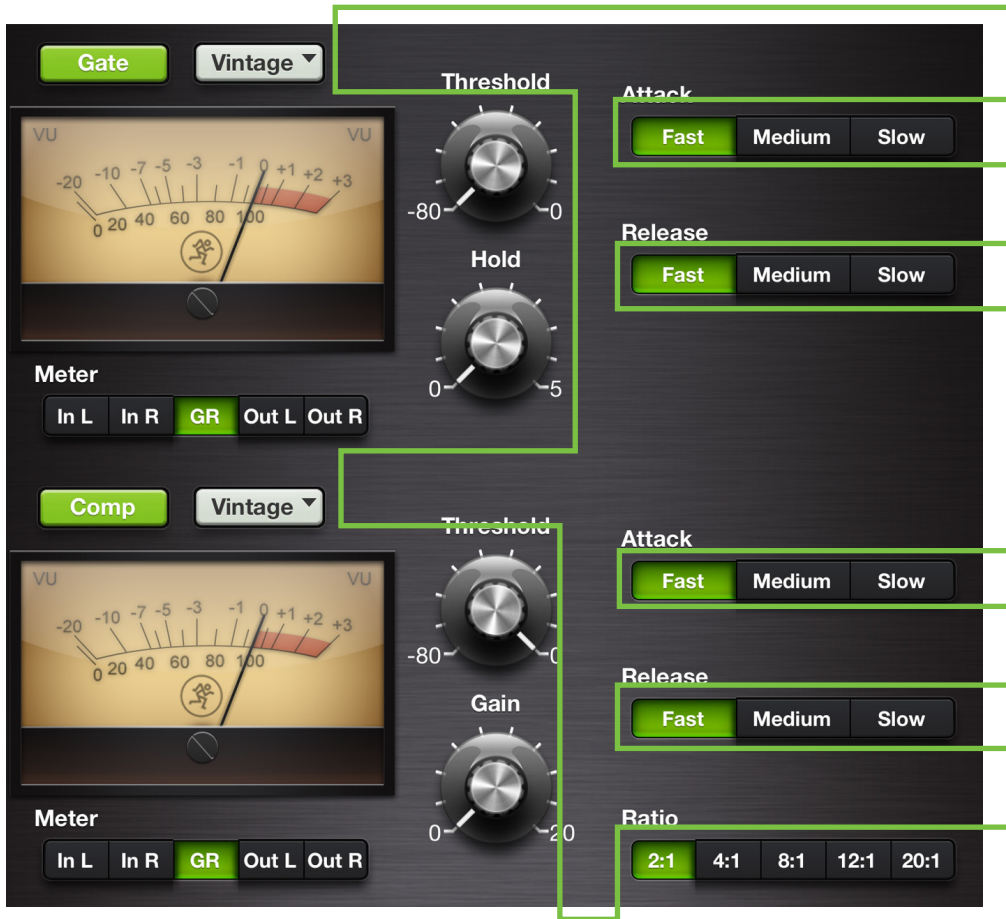 Gate
Vintage
VU VU
-20 -10 -7 -5 -3 -1 0 +1 +2 +3
0 20 40 60 80 100
Meter
In L In R GR Out L Out R
Threshold
-80 0
Hold
0 5
Attack
Fast Medium Slow
Release
Fast Medium Slow
Comp
Vintage
VU VU
-20 -10 -7 -5 -3 -1 0 +1 +2 +3
0 20 40 60 80 100
Meter
In L In R GR Out L Out R
Threshold
-80 0
Gain
0 20
Attack
Fast Medium Slow
Release
Fast Medium Slow
Ratio
2:1 4:1 8:1 12:1 20:1